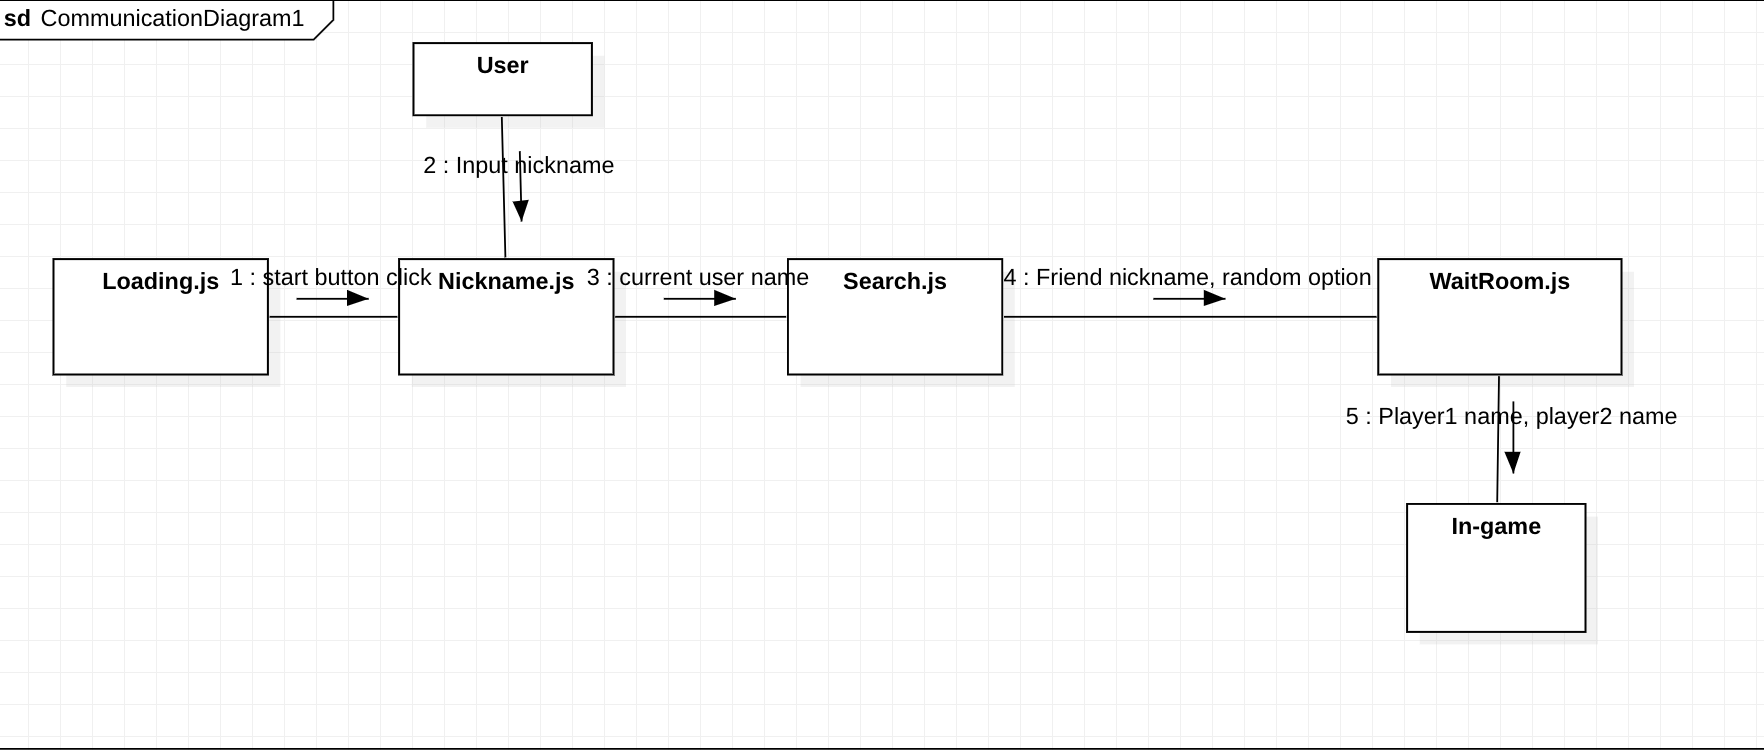 sd CommunicationDiagram1
User
2 : Input nickname
Loading.js
1 : start button click
Nickname.js
3 : current user name
Search.js
4 : Friend nickname, random option
WaitRoom.js
5 : Player1 name, player2 name
In-game